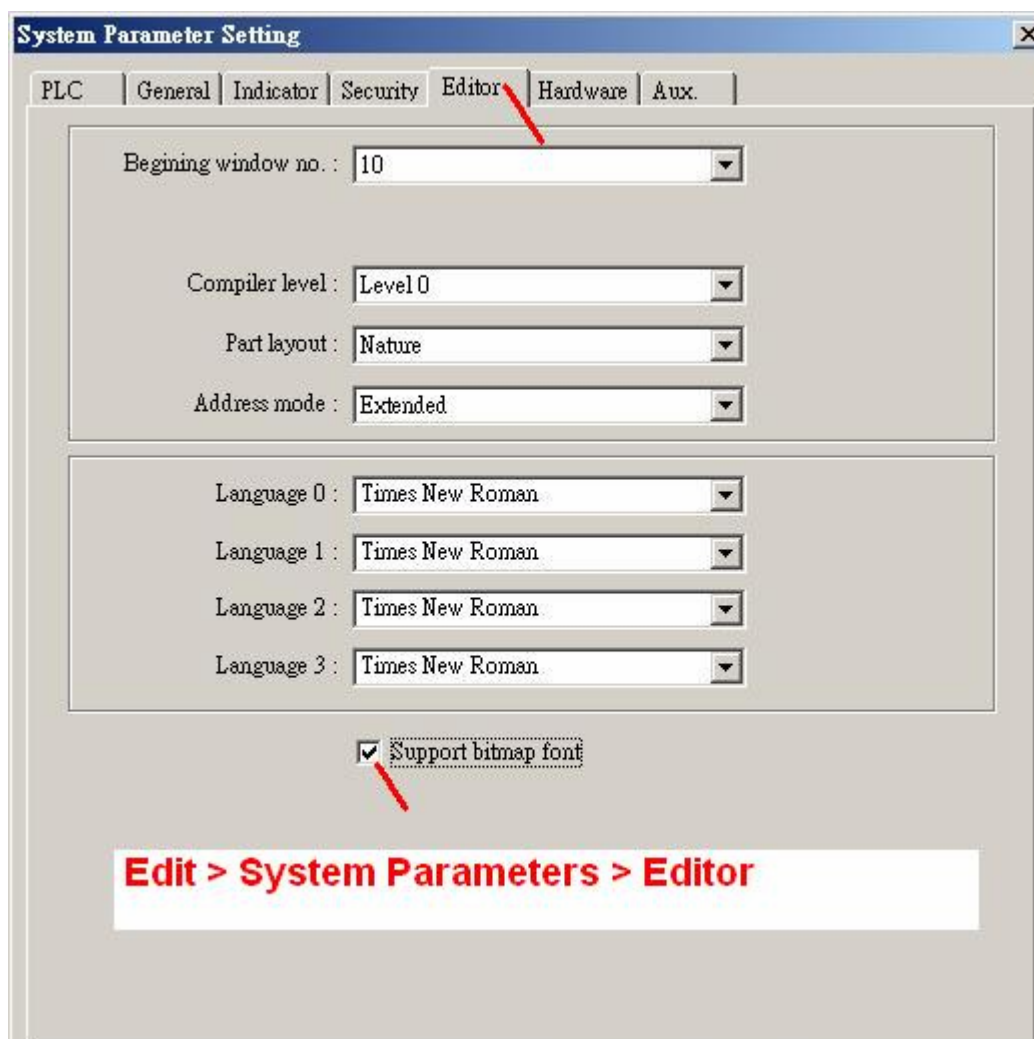 System Parameter Setting
PLC General Indicator Security Editor Hardware Aux.
Begining window no. : 10
Compiler level : Level 0
Part layout : Nature
Address mode : Extended
Language 0 : Times New Roman
Language 1 : Times New Roman
Language 2 : Times New Roman
Language 3 : Times New Roman
Support bitmap font
Edit > System Parameters > Editor